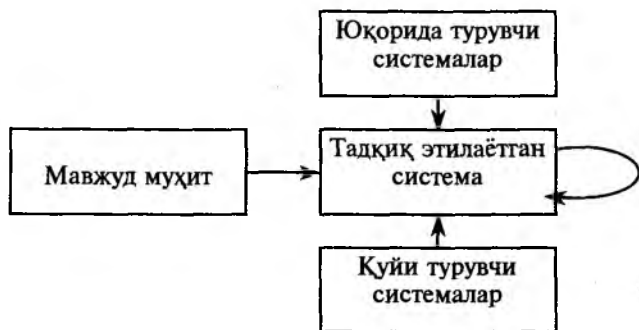 Юқорида турувчи
системалар
Мавжуд муҳит
Тадқиқ этилаётган
система
Қуйи турувчи
системалар